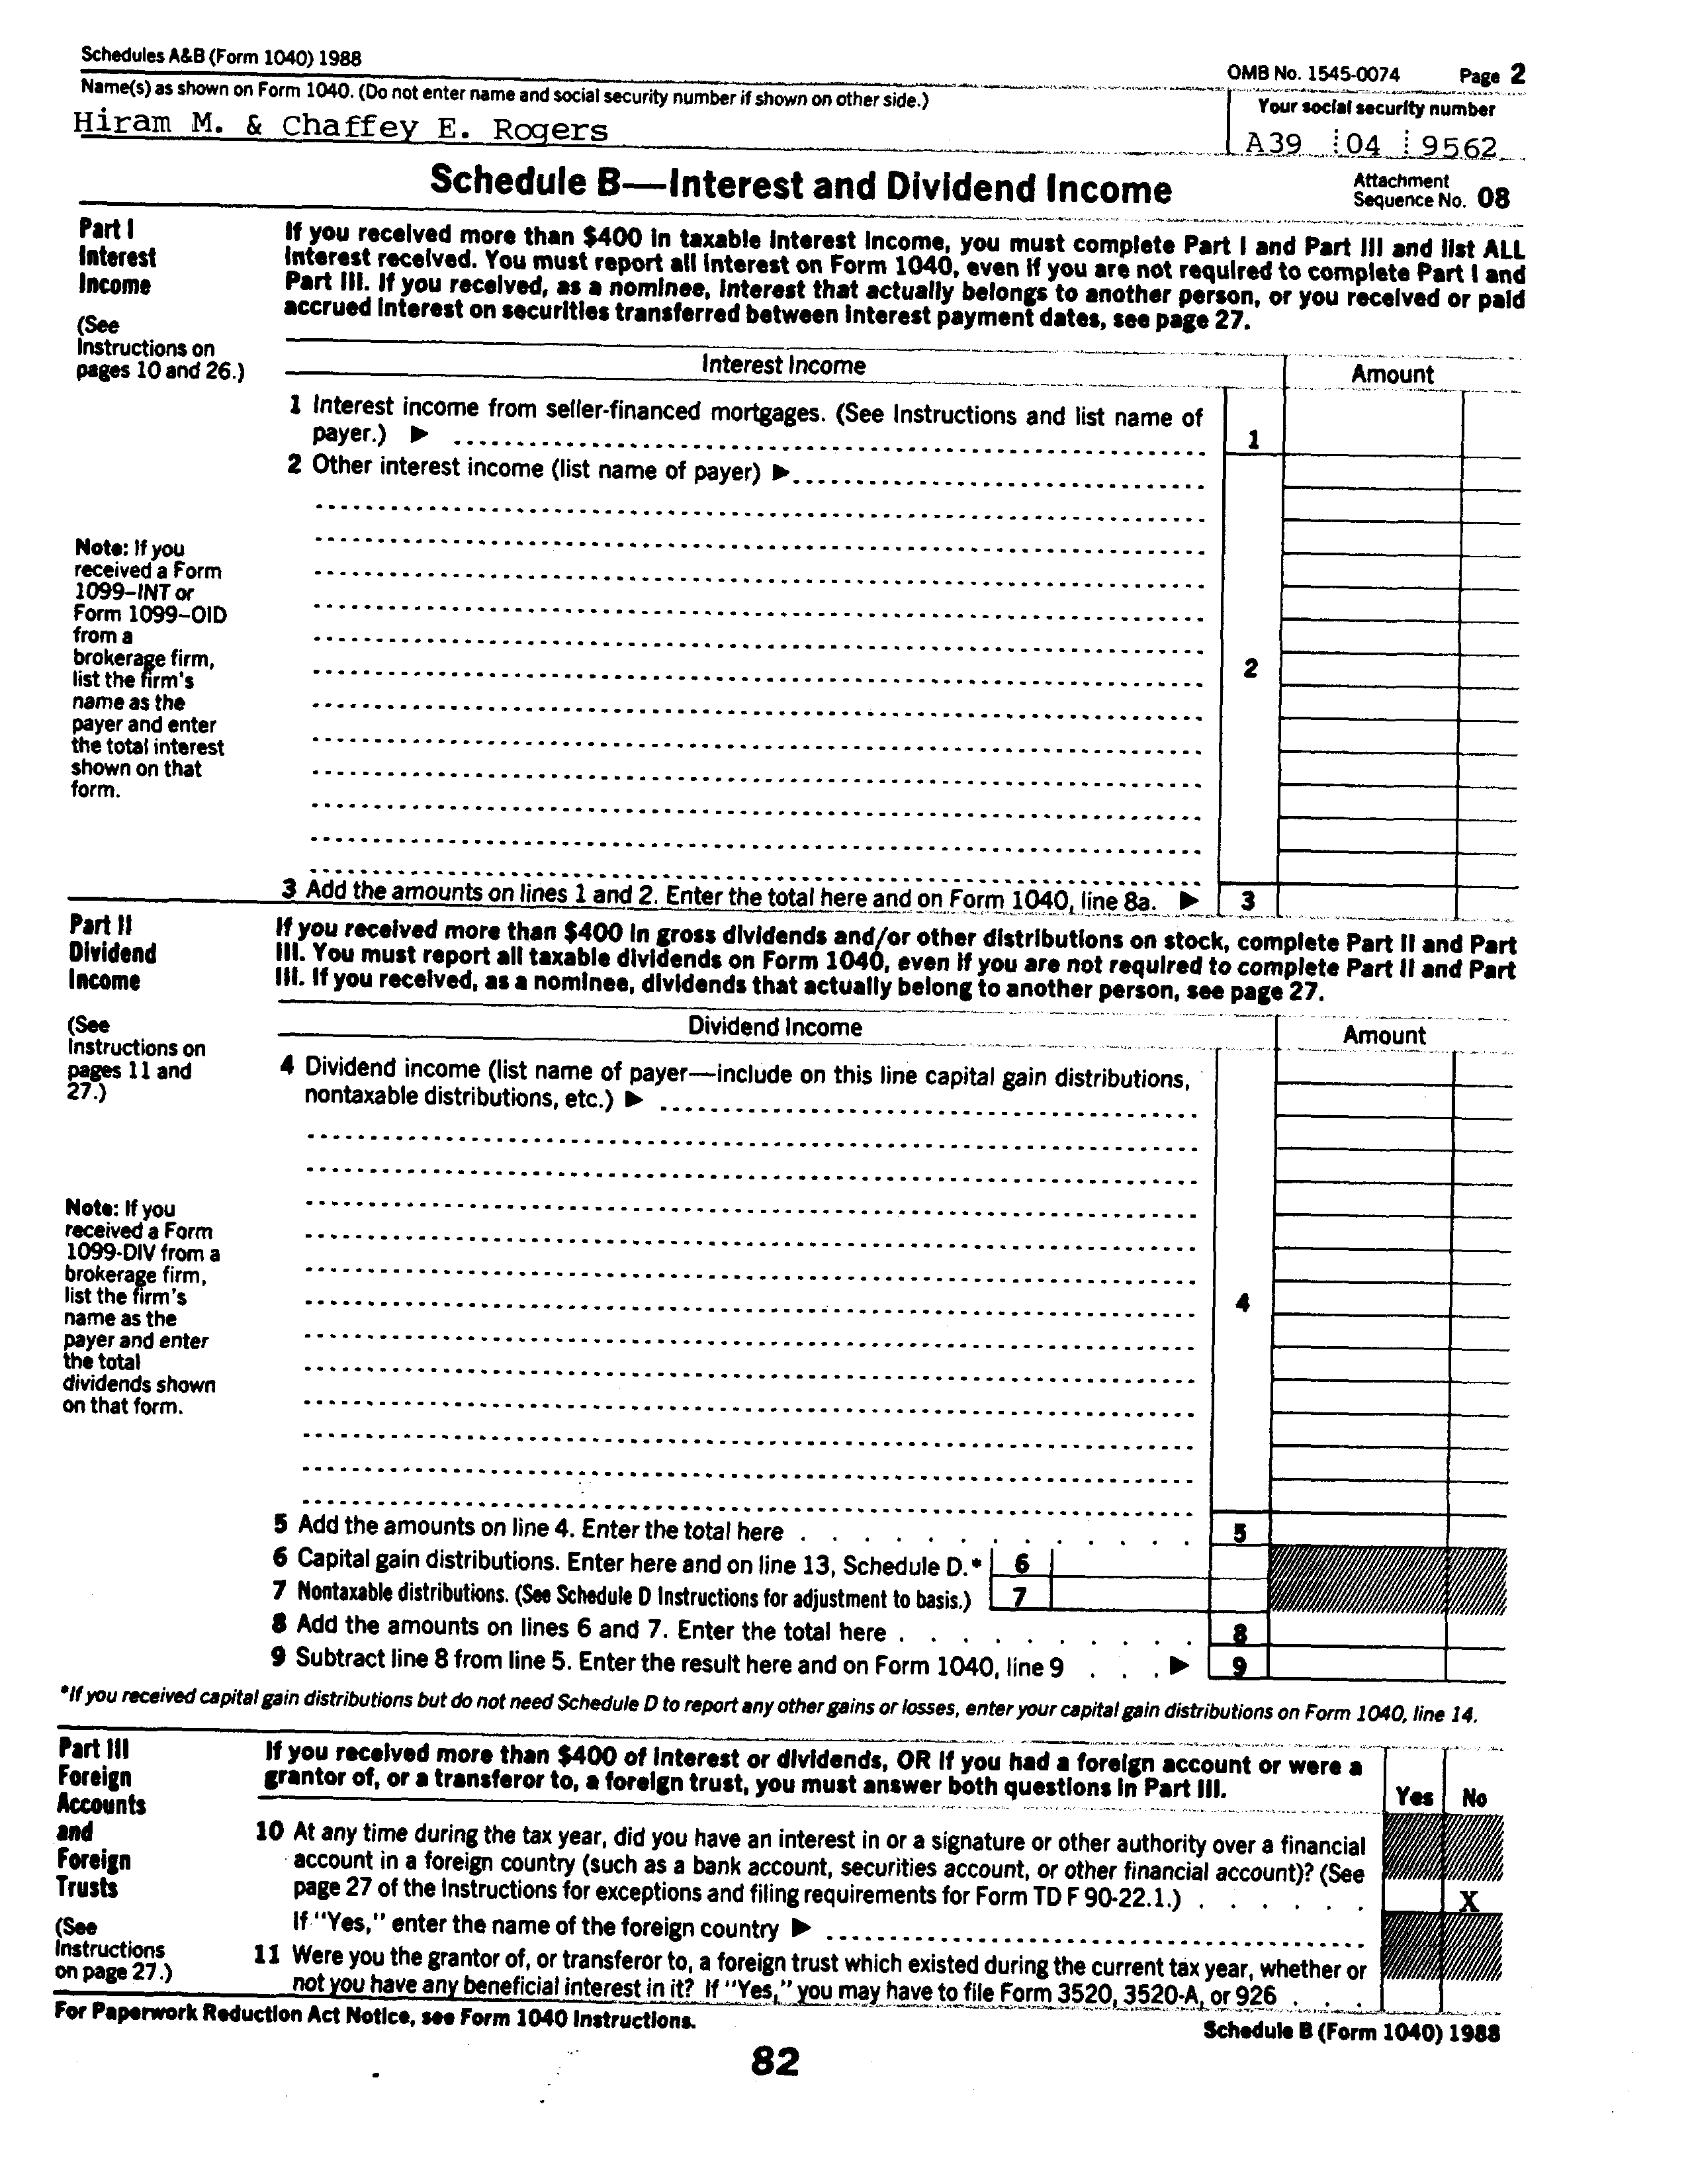 Schedules A&B (Form 1040) 1988
OMB No. 1545-0074 Page 2
Name(s) as shown on Form 1040. (Do not enter name and social security number if shown on other side.)
Your social security number
Hiram M. & Chaffey E. Rogers
A39 04 9562
Schedule B—Interest and Dividend Income
Attachment
Sequence No. 08
Part I
Interest
Income
(See
Instructions on
pages 10 and 26.)
If you received more than $400 in taxable interest income, you must complete Part I and Part III and list ALL
interest received. You must report all interest on Form 1040, even if you are not required to complete Part I and
Part III. If you received, as a nominee, interest that actually belongs to another person, or you received or paid
accrued interest on securities transferred between interest payment dates, see page 27.
Interest Income
Amount
1 Interest income from seller-financed mortgages. (See Instructions and list name of
payer.) ▶
1
2 Other interest income (list name of payer) ▶
Note: If you
received a Form
1099–INT or
Form 1099–OID
from a
brokerage firm,
list the firm's
name as the
payer and enter
the total interest
shown on that
form.
2
3 Add the amounts on lines 1 and 2. Enter the total here and on Form 1040, line 8a. ▶ 3
Part II
Dividend
Income
(See
Instructions on
pages 11 and
27.)
If you received more than $400 in gross dividends and/or other distributions on stock, complete Part II and Part
III. You must report all taxable dividends on Form 1040, even if you are not required to complete Part II and Part
III. If you received, as a nominee, dividends that actually belong to another person, see page 27.
Dividend Income
Amount
4 Dividend income (list name of payer—include on this line capital gain distributions,
nontaxable distributions, etc.) ▶
Note: If you
received a Form
1099-DIV from a
brokerage firm,
list the firm's
name as the
payer and enter
the total
dividends shown
on that form.
4
5 Add the amounts on line 4. Enter the total here . . . . . . . . . . . . . 5
6 Capital gain distributions. Enter here and on line 13, Schedule D.* 6
7 Nontaxable distributions. (See Schedule D Instructions for adjustment to basis.) 7
8 Add the amounts on lines 6 and 7. Enter the total here . . . . . . . . . . 8
9 Subtract line 8 from line 5. Enter the result here and on Form 1040, line 9 . . . ▶ 9
*If you received capital gain distributions but do not need Schedule D to report any other gains or losses, enter your capital gain distributions on Form 1040, line 14.
Part III
Foreign
Accounts
and
Foreign
Trusts
(See
Instructions
on page 27.)
If you received more than $400 of interest or dividends, OR if you had a foreign account or were a
grantor of, or a transferor to, a foreign trust, you must answer both questions in Part III.
Yes No
10 At any time during the tax year, did you have an interest in or a signature or other authority over a financial
account in a foreign country (such as a bank account, securities account, or other financial account)? (See
page 27 of the Instructions for exceptions and filing requirements for Form TD F 90-22.1.) . . . . . . X
If "Yes," enter the name of the foreign country ▶
11 Were you the grantor of, or transferor to, a foreign trust which existed during the current tax year, whether or
not you have any beneficial interest in it? If "Yes," you may have to file Form 3520, 3520-A, or 926 . . .
For Paperwork Reduction Act Notice, see Form 1040 Instructions.
Schedule B (Form 1040) 1988
82